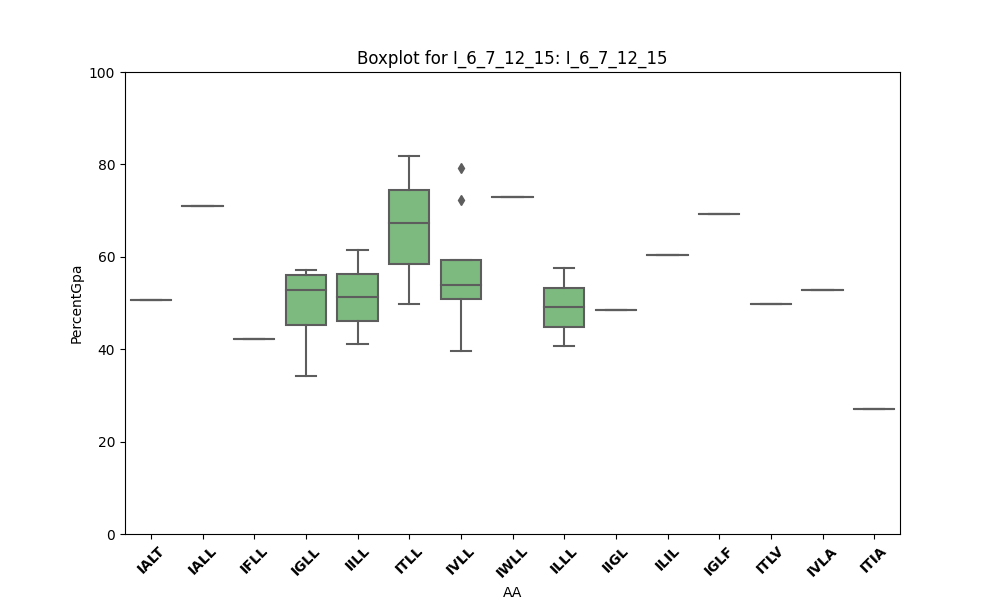 Boxplot for I_6_7_12_15: I_6_7_12_15
100
80
60
40
20
0
PercentGpa
IALT IALL IFLL IGLL IILL ITLL IVLL IWLL ILLL IIGL ILIL IGLF ITLV IVLA ITIA
AA